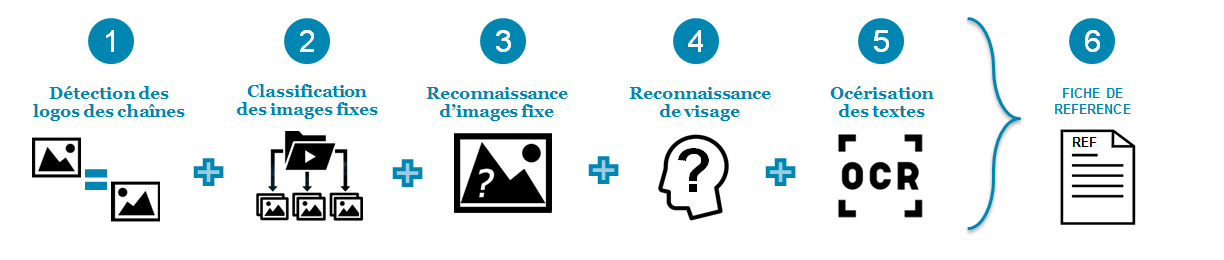 1
Détection des
logos des chaînes
2
Classification
des images fixes
3
Reconnaissance
d'images fixe
?
4
Reconnaissance
de visage
?
5
Océrisation
des textes
OCR
6
FICHE DE
REFERENCE
REF